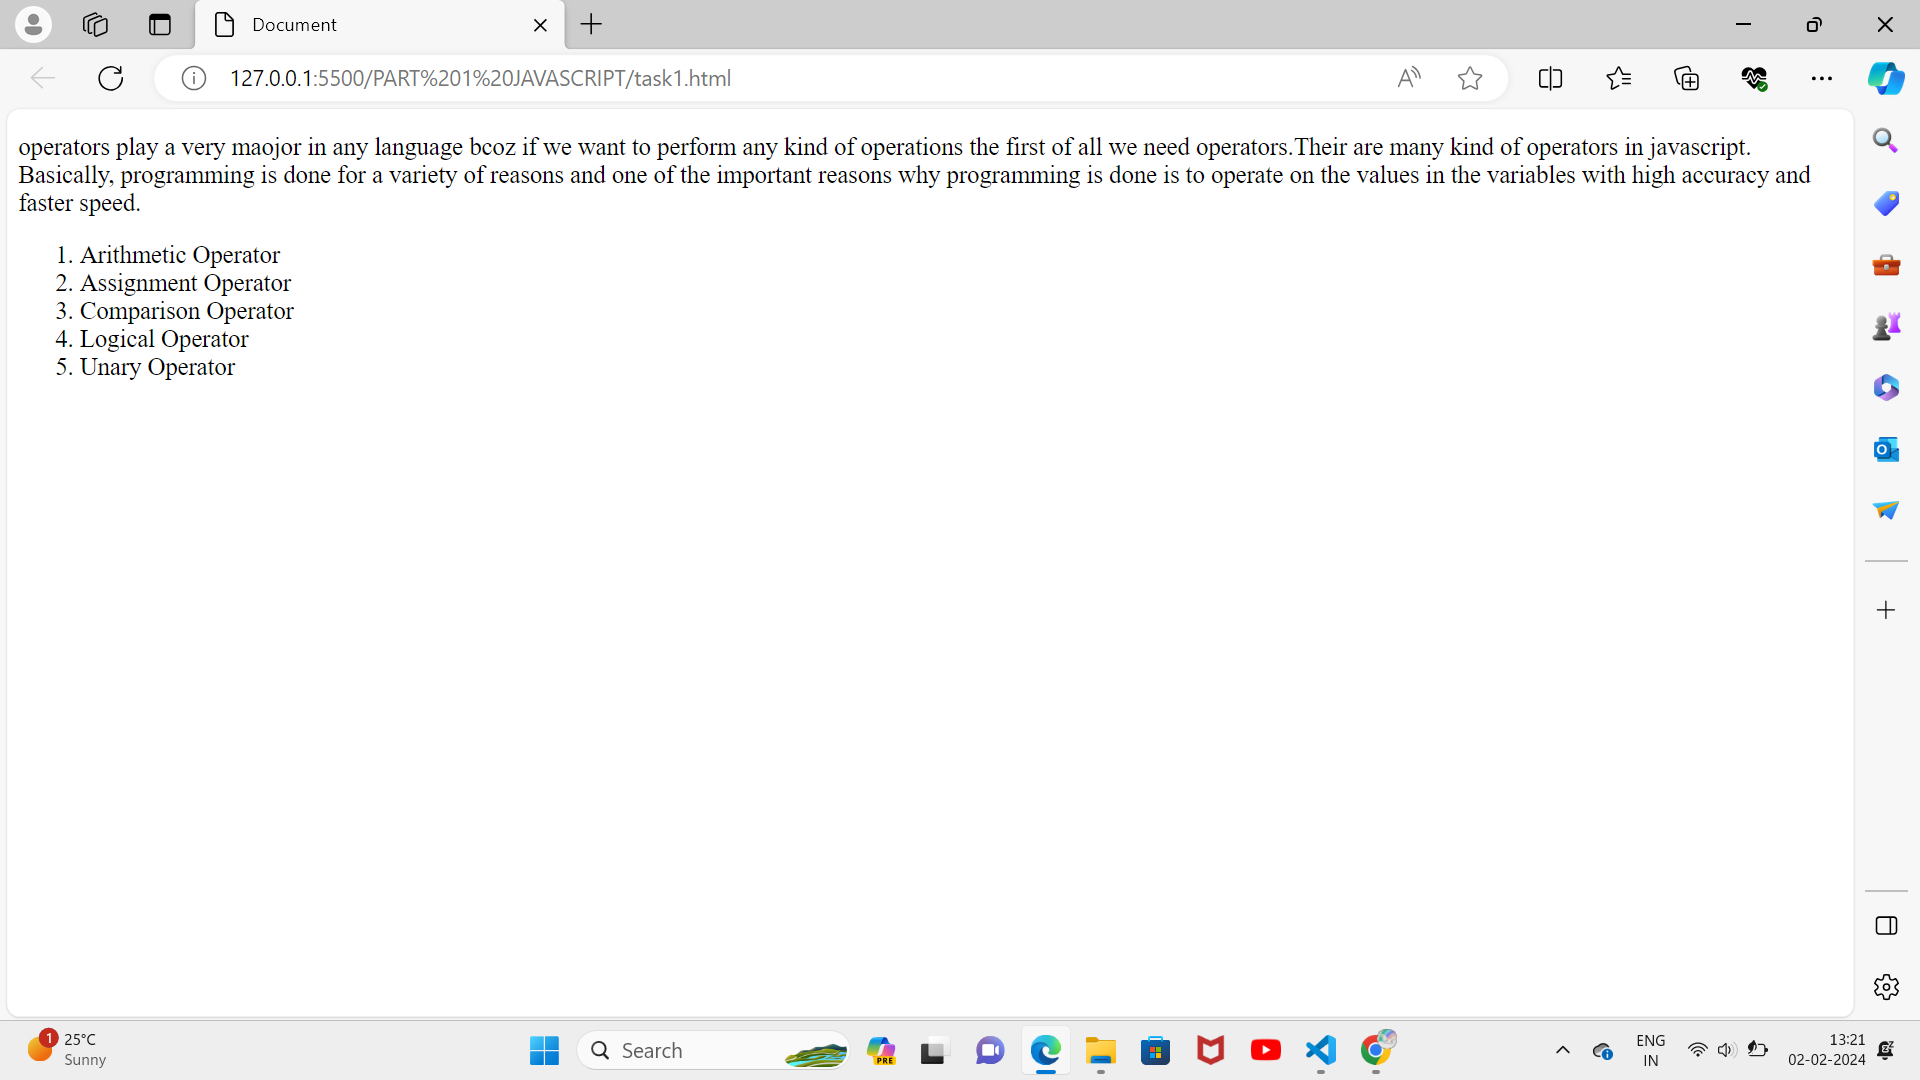 Document
127.0.0.1:5500/PART%201%20JAVASCRIPT/task1.html
operators play a very maojor in any language bcoz if we want to perform any kind of operations the first of all we need operators.Their are many kind of operators in javascript.
Basically, programming is done for a variety of reasons and one of the important reasons why programming is done is to operate on the values in the variables with high accuracy and
faster speed.
1. Arithmetic Operator
2. Assignment Operator
3. Comparison Operator
4. Logical Operator
5. Unary Operator
1
25°C
Sunny
Search
PRE
ENG
IN
13:21
02-02-2024